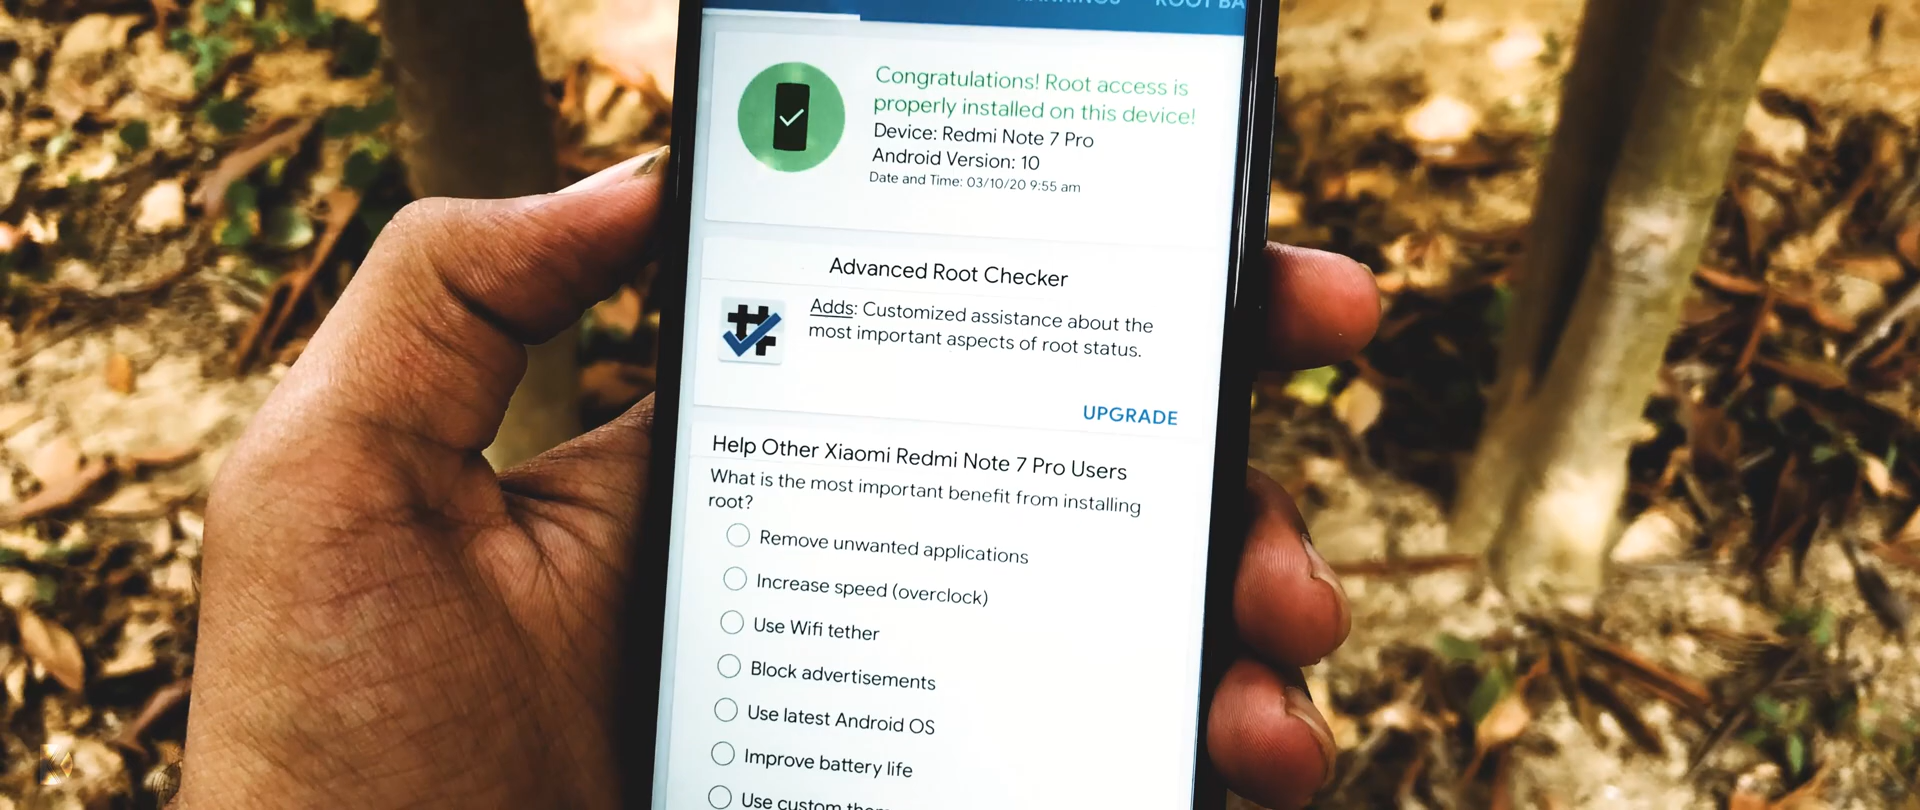 ROOT BA
Congratulations! Root access is
properly installed on this device!
Device: Redmi Note 7 Pro
Android Version: 10
Date and Time: 03/10/20 9:55 am
Advanced Root Checker
Adds: Customized assistance about the
most important aspects of root status.
UPGRADE
Help Other Xiaomi Redmi Note 7 Pro Users
What is the most important benefit from installing
root?
Remove unwanted applications
Increase speed (overclock)
Use Wifi tether
Block advertisements
Use latest Android OS
Improve battery life
Use custom